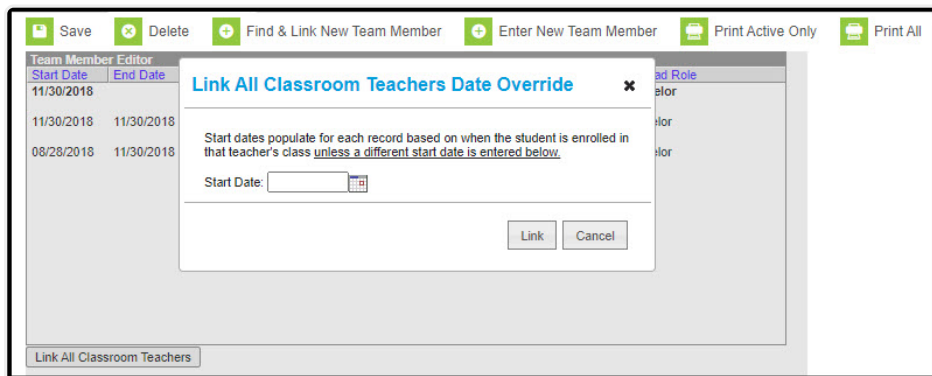 Save Delete Find & Link New Team Member Enter New Team Member Print Active Only Print All
Team Member Editor
Start Date End Date Role
11/30/2018
11/30/2018 11/30/2018
08/28/2018 11/30/2018
Link All Classroom Teachers Date Override
Start dates populate for each record based on when the student is enrolled in
that teacher's class unless a different start date is entered below.
Start Date:
Link Cancel
Link All Classroom Teachers